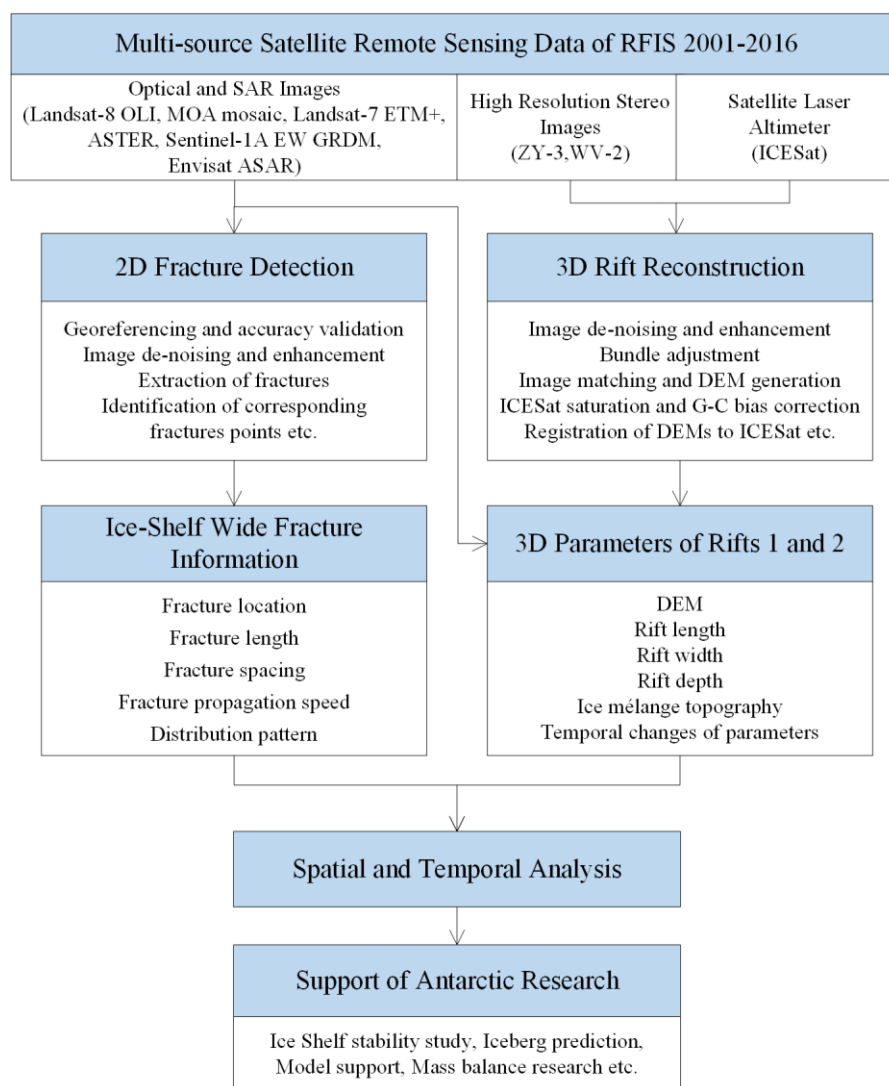 Multi-source Satellite Remote Sensing Data of RFIS 2001-2016
Optical and SAR Images
(Landsat-8 OLI, MOA mosaic, Landsat-7 ETM+,
ASTER, Sentinel-1A EW GRDM,
Envisat ASAR)
High Resolution Stereo
Images
(ZY-3,WV-2)
Satellite Laser
Altimeter
(ICESat)
2D Fracture Detection
Georeferencing and accuracy validation
Image de-noising and enhancement
Extraction of fractures
Identification of corresponding
fractures points etc.
3D Rift Reconstruction
Image de-noising and enhancement
Bundle adjustment
Image matching and DEM generation
ICESat saturation and G-C bias correction
Registration of DEMs to ICESat etc.
Ice-Shelf Wide Fracture
Information
Fracture location
Fracture length
Fracture spacing
Fracture propagation speed
Distribution pattern
3D Parameters of Rifts 1 and 2
DEM
Rift length
Rift width
Rift depth
Ice mélange topography
Temporal changes of parameters
Spatial and Temporal Analysis
Support of Antarctic Research
Ice Shelf stability study, Iceberg prediction,
Model support, Mass balance research etc.